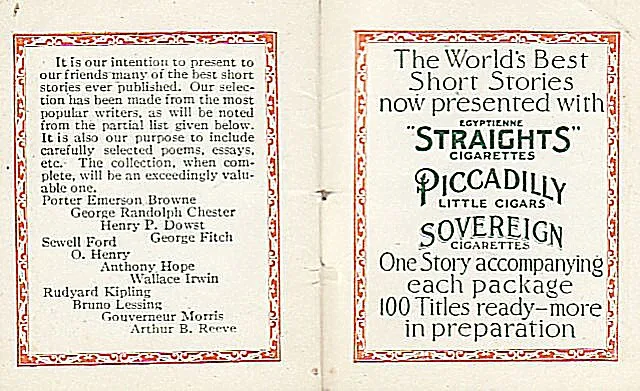 It is our intention to present to
our friends many of the best short
stories ever published. Our selec-
tion has been made from the most
popular writers, as will be noted
from the partial list given below.
It is also our purpose to include
carefully selected poems, essays,
etc. The collection, when com-
plete, will be an exceedingly valu-
able one.
Porter Emerson Browne
George Randolph Chester
Henry P. Dowst
George Fitch
Sewell Ford
O. Henry
Anthony Hope
Wallace Irwin
Rudyard Kipling
Bruno Lessing
Gouverneur Morris
Arthur B. Reeve
The World's Best
Short Stories
now presented with
EGYPTIENNE
"STRAIGHTS"
CIGARETTES
PICCADILLY
LITTLE CIGARS
SOVEREIGN
CIGARETTES
One Story accompanying
each package
100 Titles ready—more
in preparation